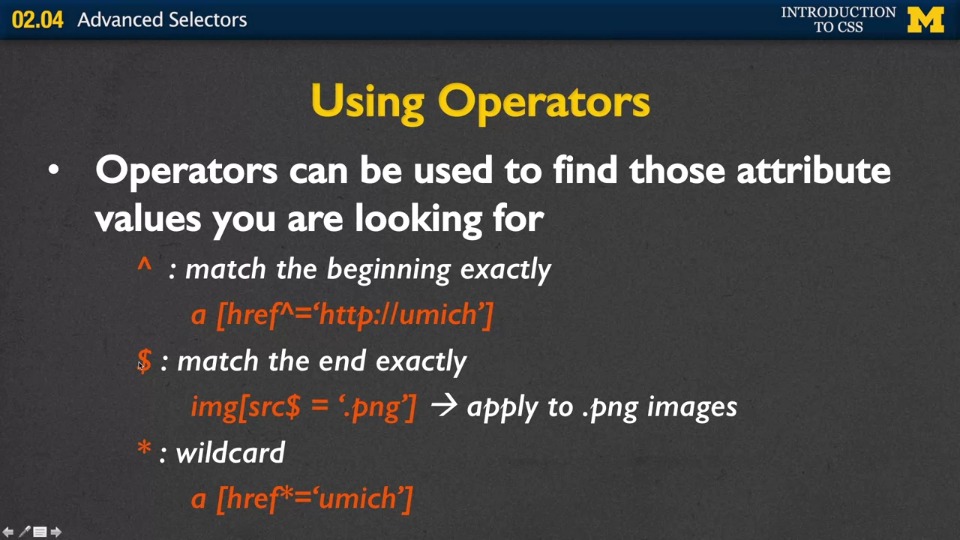 02.04 Advanced Selectors
INTRODUCTION
TO CSS
M
Using Operators
• Operators can be used to find those attribute
values you are looking for
^ : match the beginning exactly
a [href^=‘http://umich’]
$ : match the end exactly
img[src$ = ‘.png’] → apply to .png images
* : wildcard
a [href*=‘umich’]